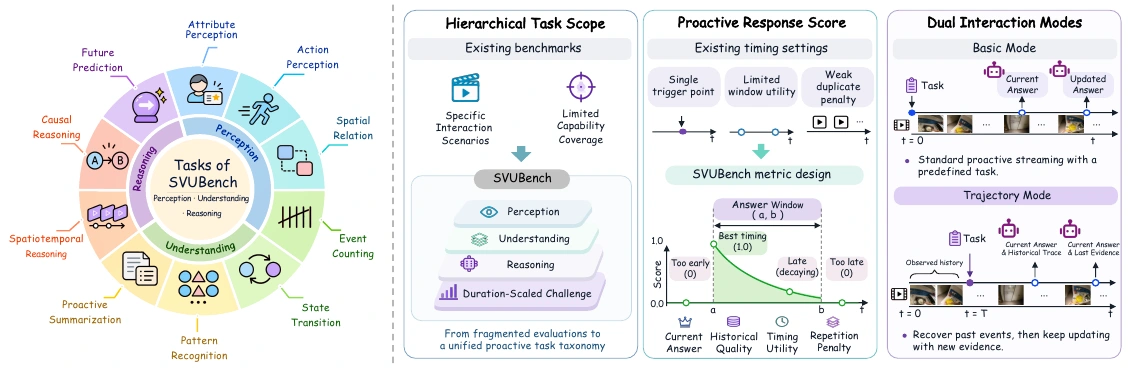 Attribute
Perception
Action
Perception
Spatial
Relation
Event
Counting
State
Transition
Pattern
Recognition
Proactive
Summarization
Spatiotemporal
Reasoning
Causal
Reasoning
Future
Prediction
Perception
Understanding
Reasoning
Tasks of
SVUBench
Perception · Understanding
· Reasoning
A
B
Hierarchical Task Scope
Existing benchmarks
Specific
Interaction
Scenarios
Limited
Capability
Coverage
SVUBench
Perception
Understanding
Reasoning
Duration-Scaled Challenge
From fragmented evaluations to
a unified proactive task taxonomy
Proactive Response Score
Existing timing settings
Single
trigger point
Limited
window utility
Weak
duplicate
penalty
...
t
t
t
SVUBench metric design
Answer Window
( a, b )
Best timing
(1.0)
1.0
Score
0.0
Too early
(0)
Late
(decaying)
Too late
(0)
a
b
t
Current
Answer
Historical
Quality
Timing
Utility
Repetition
Penalty
Dual Interaction Modes
Basic Mode
Task
Current
Answer
Updated
Answer
... ...
t = 0
t
• Standard proactive streaming with a
predefined task.
Trajectory Mode
Task
Current Answer
& Historical Trace
Current Answer
& Last Evidence
Observed history
... ...
t = 0
t = T
t
• Recover past events, then keep updating
with new evidence.